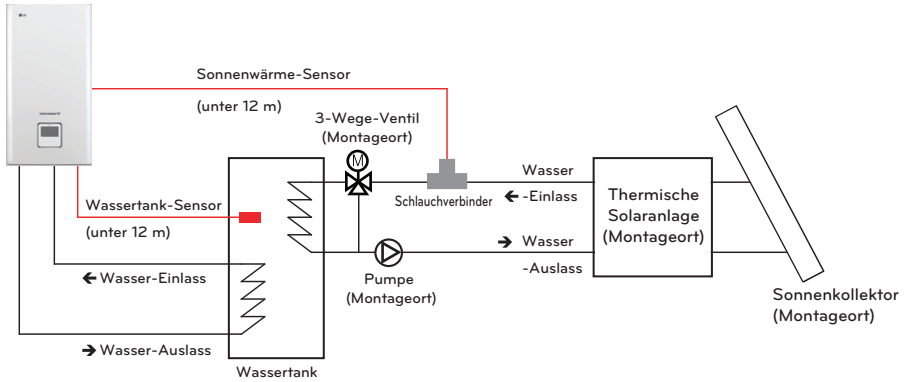 LG
Sonnenwärme-Sensor
(unter 12 m)
3-Wege-Ventil
(Montageort)
M
Wassertank-Sensor
(unter 12 m)
Schlauchverbinder
Wasser
← -Einlass
→ Wasser
-Auslass
Thermische
Solaranlage
(Montageort)
← Wasser-Einlass
→ Wasser-Auslass
Pumpe
(Montageort)
Sonnenkollektor
(Montageort)
Wassertank